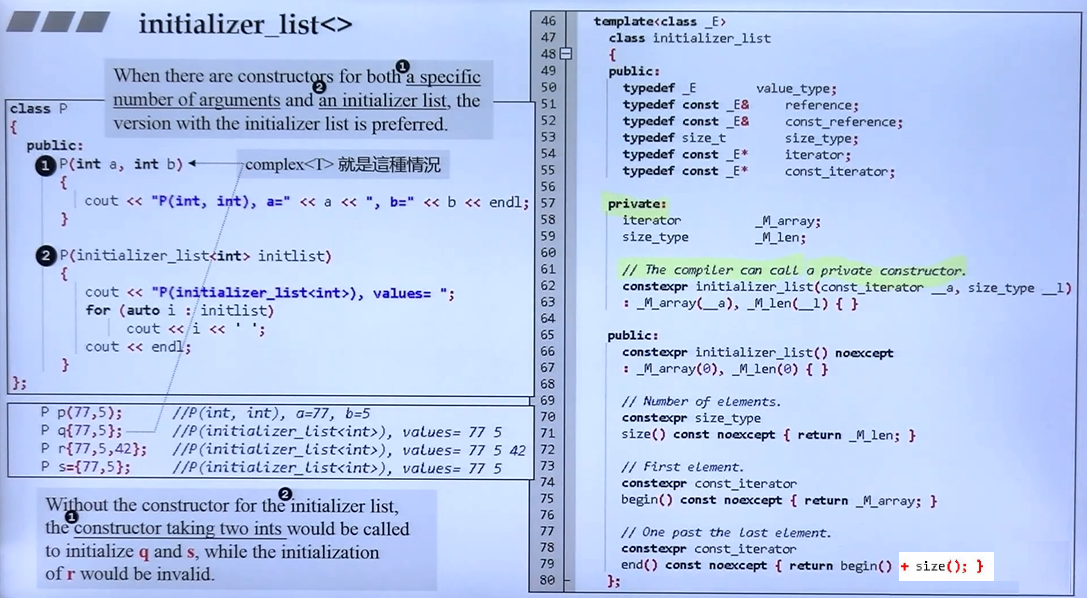 initializer_list<>
When there are constructors for both a specific
number of arguments and an initializer list, the
version with the initializer list is preferred.
1
2
class P
{
public:
1 P(int a, int b)
complex<T> 就是這種情況
{
cout << "P(int, int), a=" << a << ", b=" << b << endl;
}
2 P(initializer_list<int> initlist)
{
cout << "P(initializer_list<int>), values= ";
for (auto i : initlist)
cout << i << ' ';
cout << endl;
}
};
P p(77,5); //P(int, int), a=77, b=5
P q{77,5}; //P(initializer_list<int>), values= 77 5
P r{77,5,42}; //P(initializer_list<int>), values= 77 5 42
P s={77,5}; //P(initializer_list<int>), values= 77 5
2
Without the constructor for the initializer list,
1
the constructor taking two ints would be called
to initialize q and s, while the initialization
of r would be invalid.
46 template<class _E>
47 class initializer_list
48 {
49 public:
50 typedef _E value_type;
51 typedef const _E& reference;
52 typedef const _E& const_reference;
53 typedef size_t size_type;
54 typedef const _E* iterator;
55 typedef const _E* const_iterator;
56
57 private:
58 iterator _M_array;
59 size_type _M_len;
60
61 // The compiler can call a private constructor.
62 constexpr initializer_list(const_iterator __a, size_type __l)
63 : _M_array(__a), _M_len(__l) { }
64
65 public:
66 constexpr initializer_list() noexcept
67 : _M_array(0), _M_len(0) { }
68
69 // Number of elements.
70 constexpr size_type
71 size() const noexcept { return _M_len; }
72
73 // First element.
74 constexpr const_iterator
75 begin() const noexcept { return _M_array; }
76
77 // One past the last element.
78 constexpr const_iterator
79 end() const noexcept { return begin() + size(); }
80 };